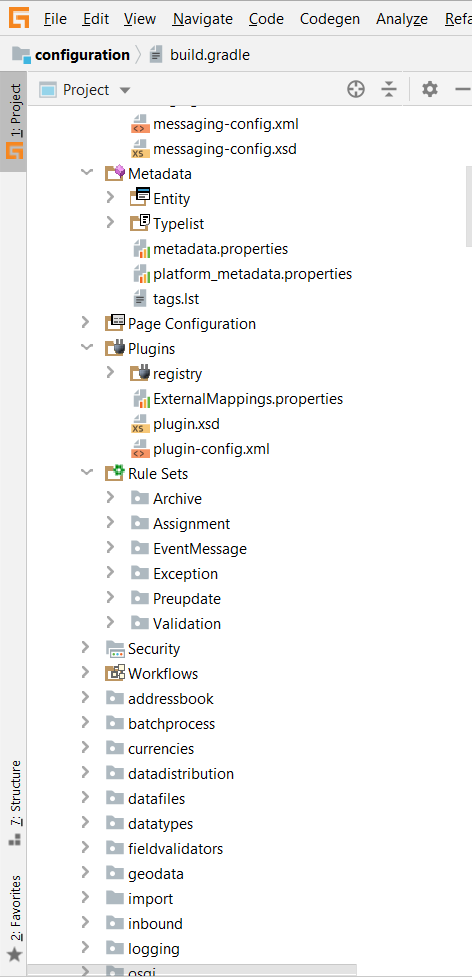 File Edit View Metadata Code Codegen Analyze Refa
configuration build.gradle
Project
1: Project
messaging-config.xml
messaging-config.xsd
Metadata
Entity
Typelist
metadata.properties
platform_metadata.properties
tags.lst
Page Configuration
Plugins
registry
ExternalMappings.properties
plugin.xsd
plugin-config.xml
Rule Sets
Archive
Assignment
EventMessage
Exception
Preupdate
Validation
Security
Workflows
addressbook
batchprocess
currencies
datadistribution
datafiles
datatypes
fieldvalidators
geodata
import
inbound
logging
osgi
7: Structure
2: Favorites